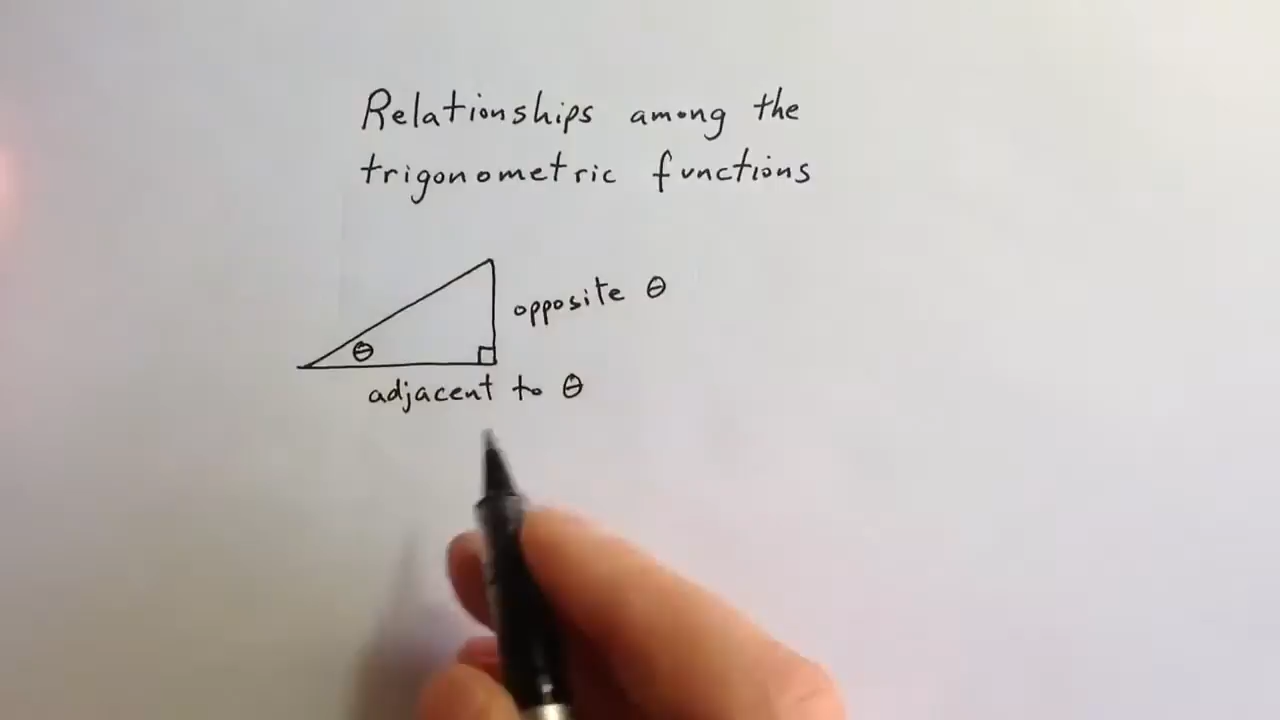 Relationships among the
trigonometric functions
opposite θ
θ
adjacent to θ